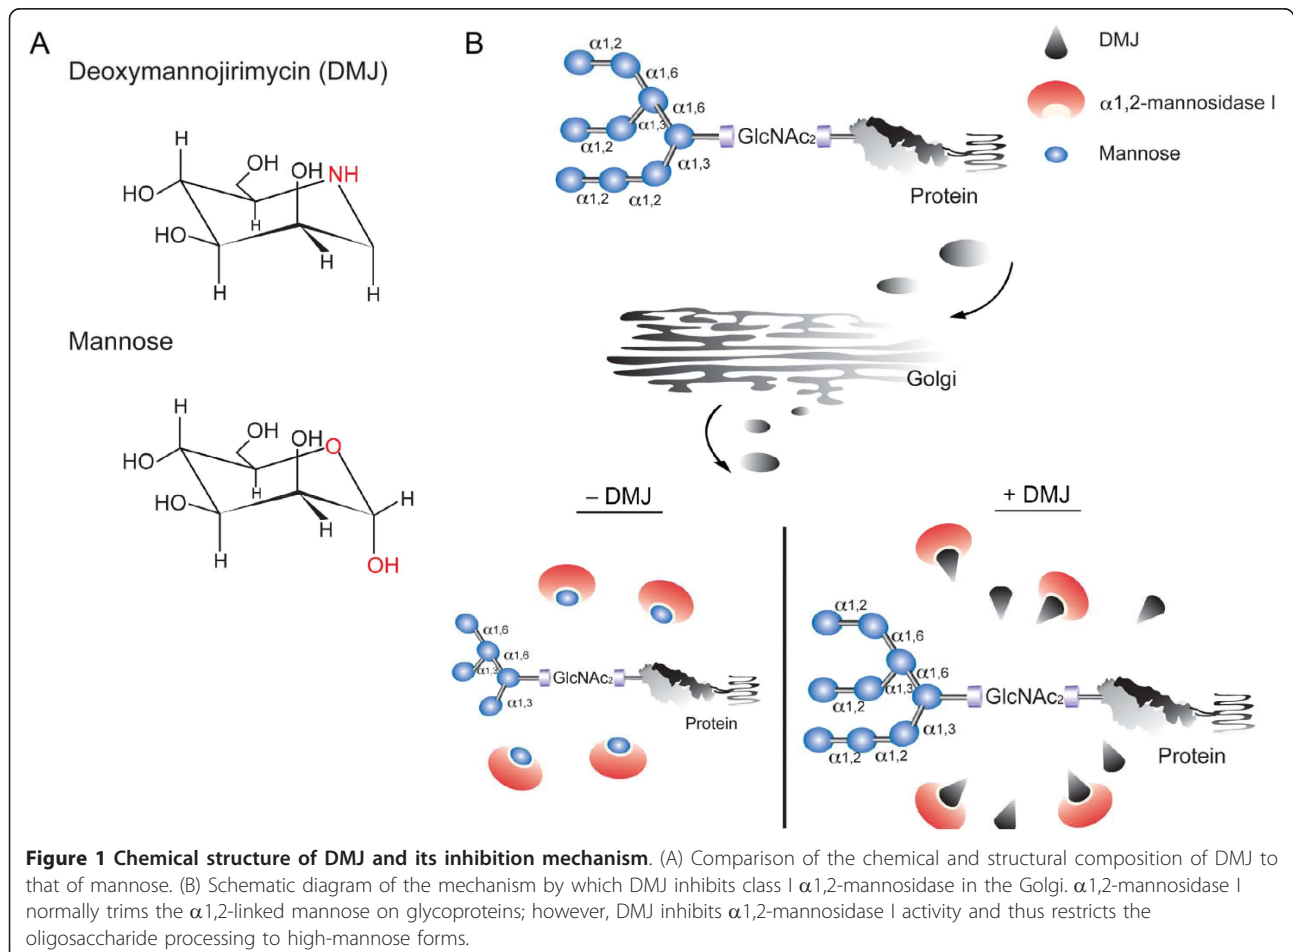 A
Deoxymannojirimycin (DMJ)
H
OH
OH
NH
HO
HO
H
H
H
H
Mannose
H
OH
OH
O
HO
HO
H
H
H
H
OH
B
α1,2
α1,6
α1,6
α1,3
α1,2
α1,3
α1,2
α1,2
GlcNAc₂
Protein
DMJ
α1,2-mannosidase I
Mannose
Golgi
– DMJ
α1,6
α1,6
α1,3
α1,3
GlcNAc₂
Protein
+ DMJ
α1,2
α1,6
α1,6
α1,3
α1,2
α1,3
α1,2
α1,2
GlcNAc₂
Protein
Figure 1 Chemical structure of DMJ and its inhibition mechanism. (A) Comparison of the chemical and structural composition of DMJ to
that of mannose. (B) Schematic diagram of the mechanism by which DMJ inhibits class I α1,2-mannosidase in the Golgi. α1,2-mannosidase I
normally trims the α1,2-linked mannose on glycoproteins; however, DMJ inhibits α1,2-mannosidase I activity and thus restricts the
oligosaccharide processing to high-mannose forms.